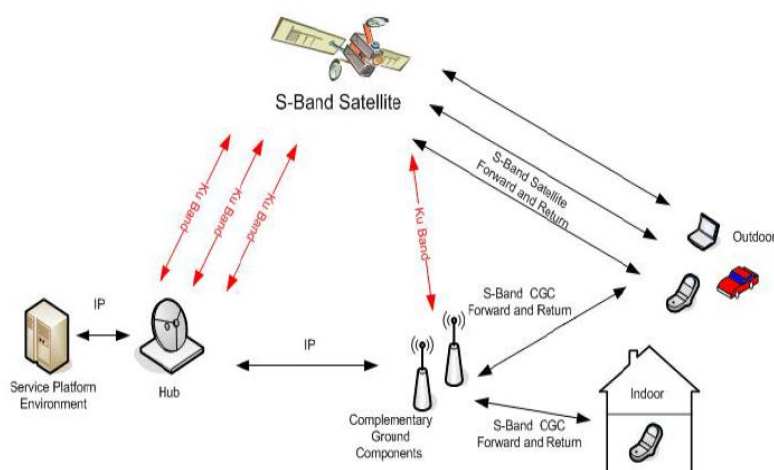 S-Band Satellite
Ku Band
Ku Band
Ku Band
Ku Band
S-Band Satellite
Forward and Return
Outdoor
S-Band CGC
Forward and Return
IP
IP
Service Platform
Environment
Hub
Complementary
Ground
Components
Indoor
S-Band CGC
Forward and Return